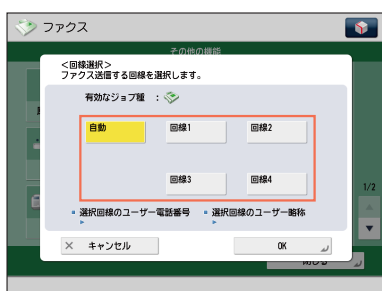 ファクス
その他の機能
<回線選択>
ファクス送信する回線を選択します。
有効なジョブ種 :
自動
回線1
回線2
回線3
回線4
1/2
選択回線のユーザー電話番号
選択回線のユーザー略称
× キャンセル
OK
閉じる